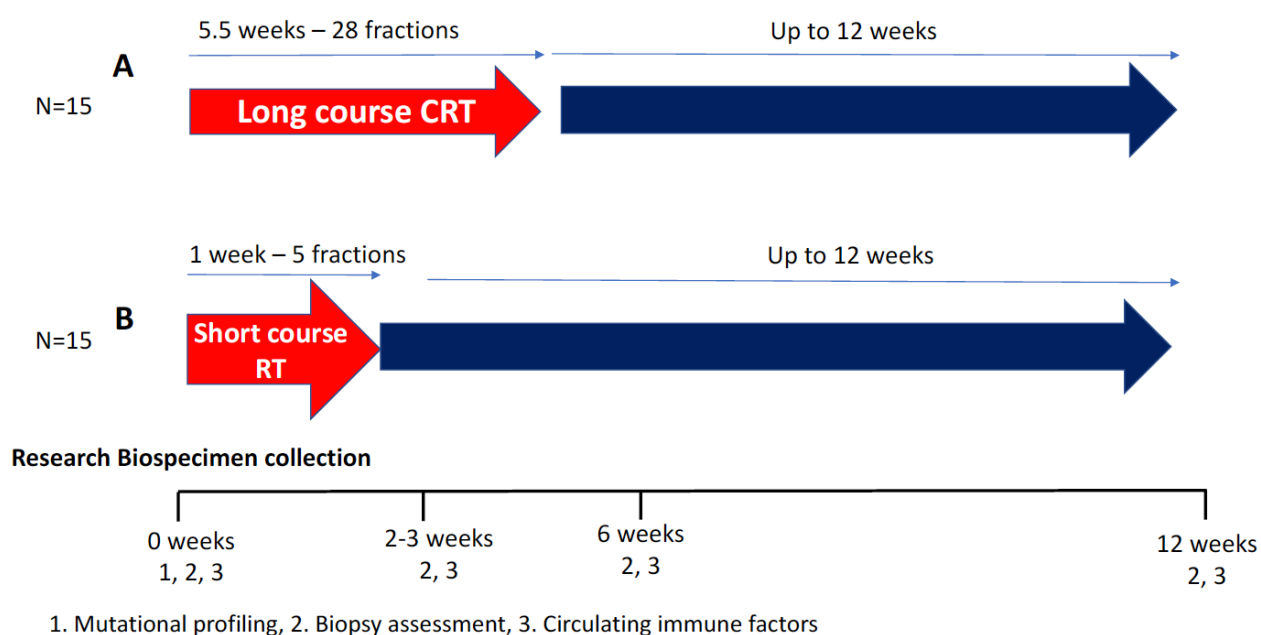 5.5 weeks – 28 fractions
Up to 12 weeks
A
N=15
Long course CRT
1 week – 5 fractions
Up to 12 weeks
B
N=15
Short course
RT
Research Biospecimen collection
0 weeks
1, 2, 3
2-3 weeks
2, 3
6 weeks
2, 3
12 weeks
2, 3
1. Mutational profiling, 2. Biopsy assessment, 3. Circulating immune factors